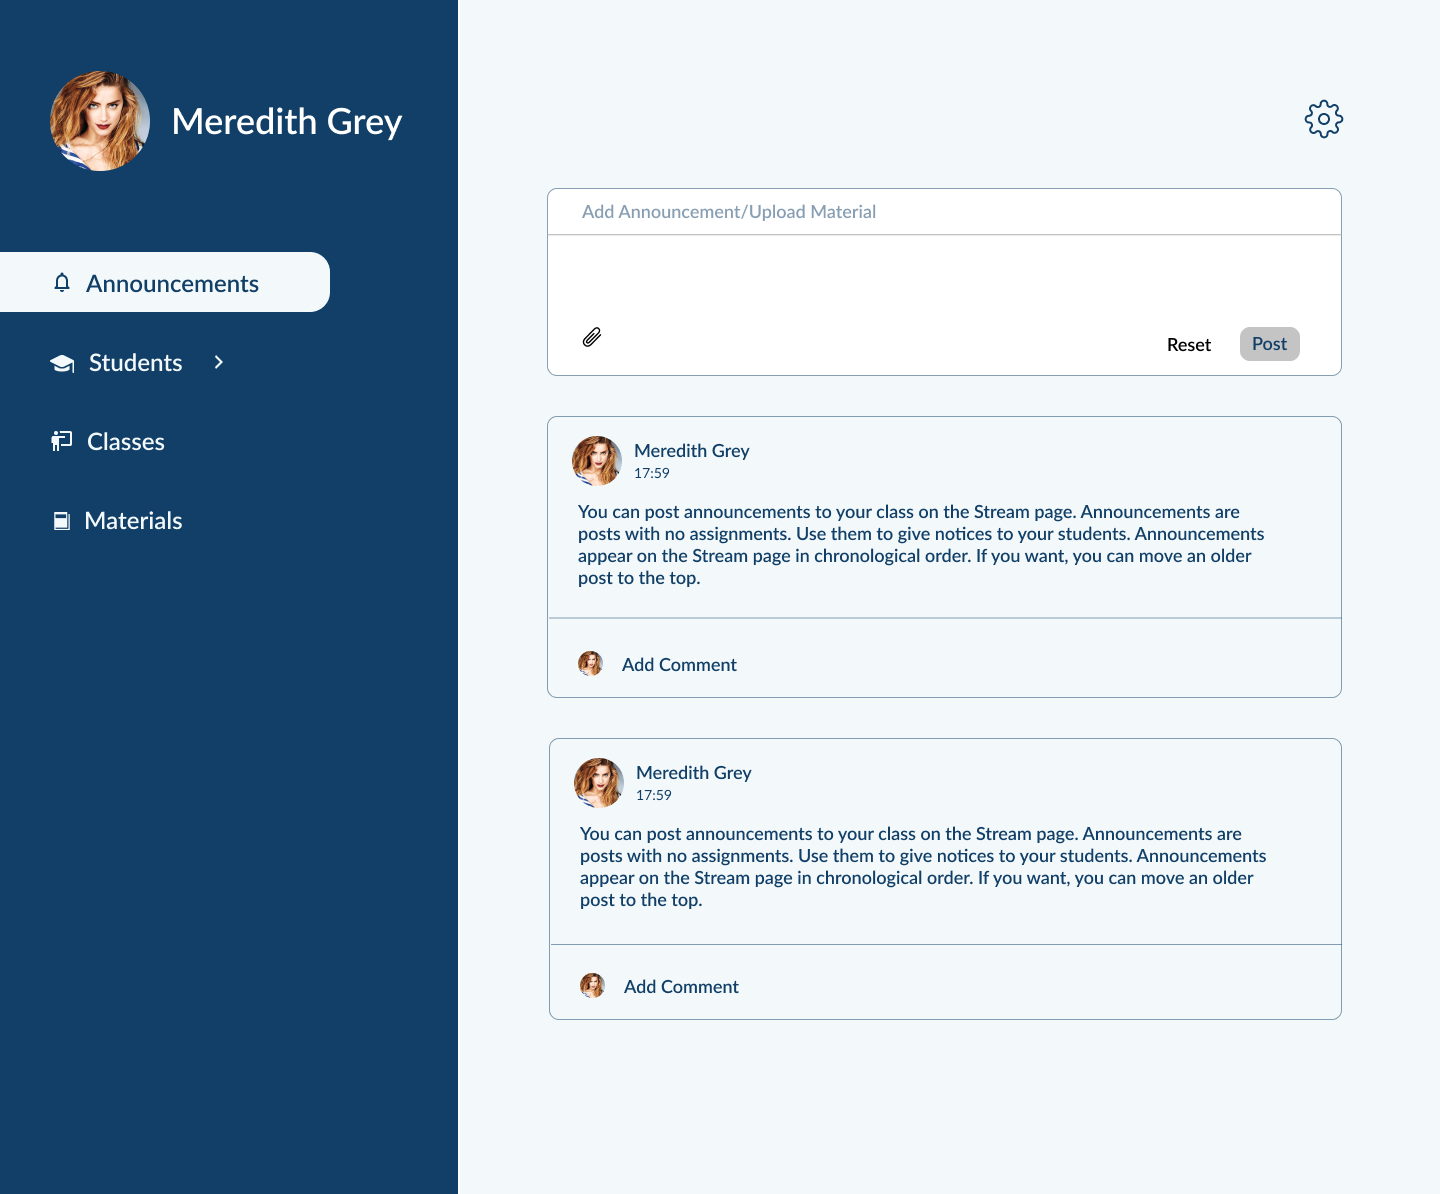 Meredith Grey
Announcements
Students
Classes
Materials
Add Announcement/Upload Material
Reset
Post
Meredith Grey
17:59
You can post announcements to your class on the Stream page. Announcements are
posts with no assignments. Use them to give notices to your students. Announcements
appear on the Stream page in chronological order. If you want, you can move an older
post to the top.
Add Comment
Meredith Grey
17:59
You can post announcements to your class on the Stream page. Announcements are
posts with no assignments. Use them to give notices to your students. Announcements
appear on the Stream page in chronological order. If you want, you can move an older
post to the top.
Add Comment